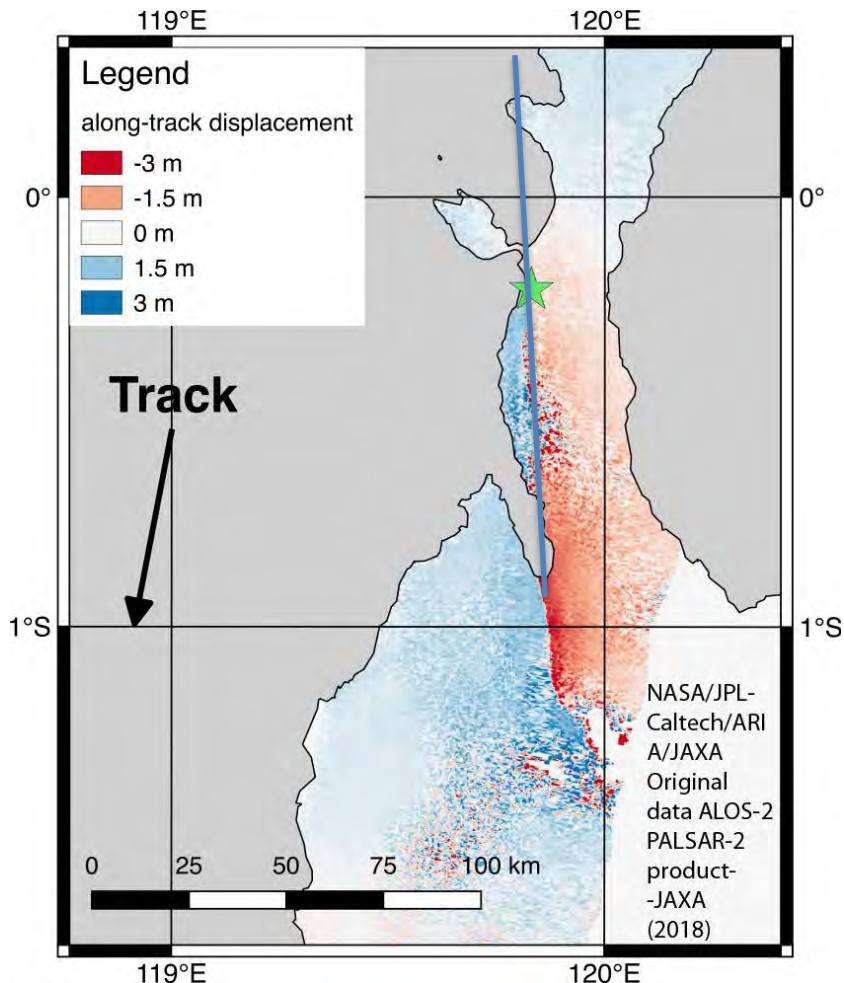 119°E 120°E
Legend
along-track displacement
-3 m
-1.5 m
0 m
1.5 m
3 m
0° 0°
Track
1°S 1°S
NASA/JPL-
Caltech/ARI
A/JAXA
Original
data ALOS-2
PALSAR-2
product-
-JAXA
(2018)
0 25 50 75 100 km
119°E 120°E